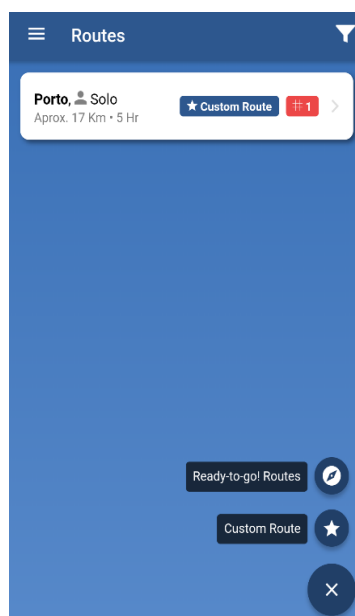 Routes
Porto, Solo
Aprox. 17 Km • 5 Hr
Custom Route
#1
Ready-to-go! Routes
Custom Route